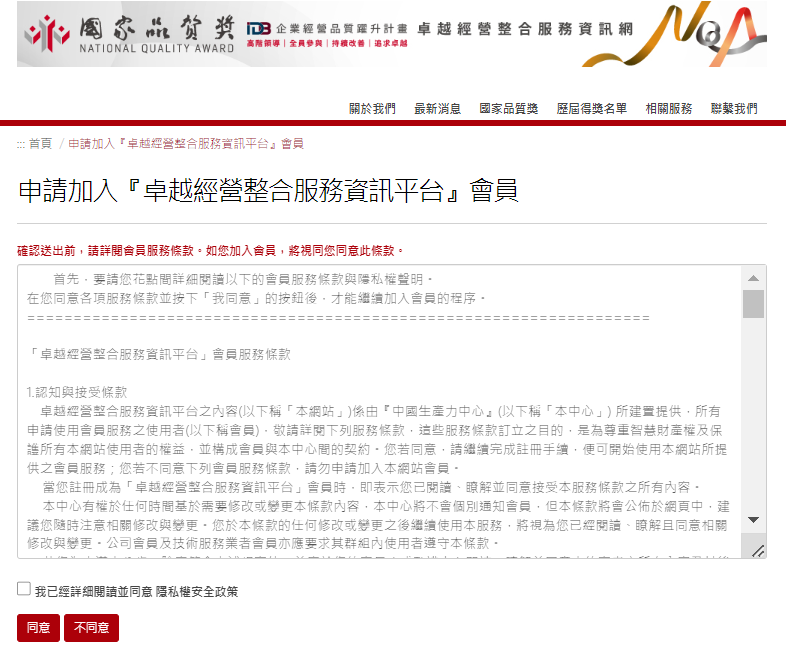 國家品質獎
NATIONAL QUALITY AWARD
IDB 企業經營品質躍升計畫
高階領導｜全員參與｜持續改善｜追求卓越
卓越經營整合服務資訊網
N@A
關於我們 最新消息 國家品質獎 歷屆得獎名單 相關服務 聯繫我們
::: 首頁 / 申請加入『卓越經營整合服務資訊平台』會員
申請加入『卓越經營整合服務資訊平台』會員
確認送出前，請詳閱會員服務條款。如您加入會員，將視同您同意此條款。
首先，要請您花點間詳細閱讀以下的會員服務條款與隱私權聲明。
在您同意各項服務條款並按下「我同意」的按鈕後，才能繼續加入會員的程序。
===================================================================
「卓越經營整合服務資訊平台」會員服務條款
1.認知與接受條款
卓越經營整合服務資訊平台之內容(以下稱「本網站」)係由『中國生產力中心』(以下稱「本中心」) 所建置提供，所有
申請使用會員服務之使用者(以下稱會員)，敬請詳閱下列服務條款，這些服務條款訂立之目的，是為尊重智慧財產權及保
護所有本網站使用者的權益，並構成會員與本中心間的契約。您若同意，請繼續完成註冊手續，便可開始使用本網站所提
供之會員服務；您若不同意下列會員服務條款，請勿申請加入本網站會員。
當您註冊成為「卓越經營整合服務資訊平台」會員時，即表示您已閱讀、瞭解並同意接受本服務條款之所有內容。
本中心有權於任何時間基於需要修改或變更本條款內容，本中心將不會個別通知會員，但本條款將會公佈於網頁中，建
議您隨時注意相關修改與變更。您於本條款的任何修改或變更之後繼續使用本服務，將視為您已經閱讀、瞭解且同意相關
修改與變更。公司會員及技術服務業者會員亦應要求其群組內使用者遵守本條款。
我已經詳細閱讀並同意 隱私權安全政策
同意 不同意